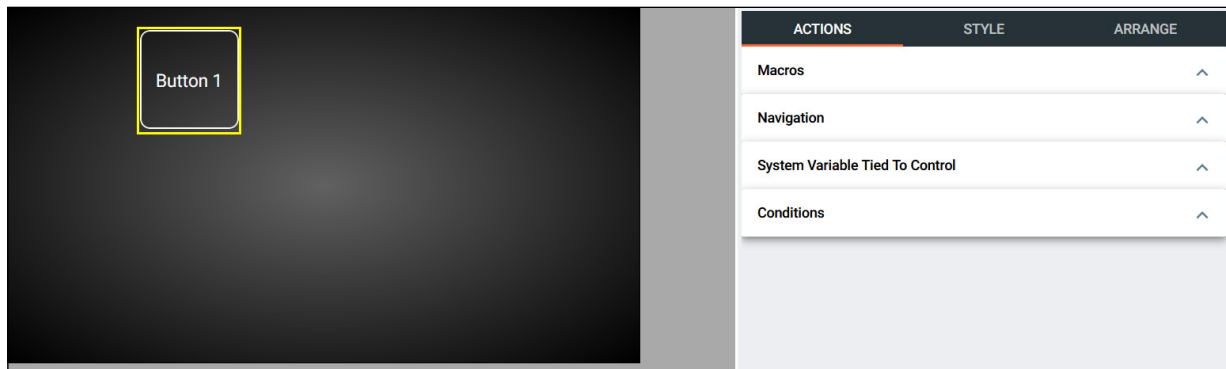 Button 1
ACTIONS STYLE ARRANGE
Macros
Navigation
System Variable Tied To Control
Conditions